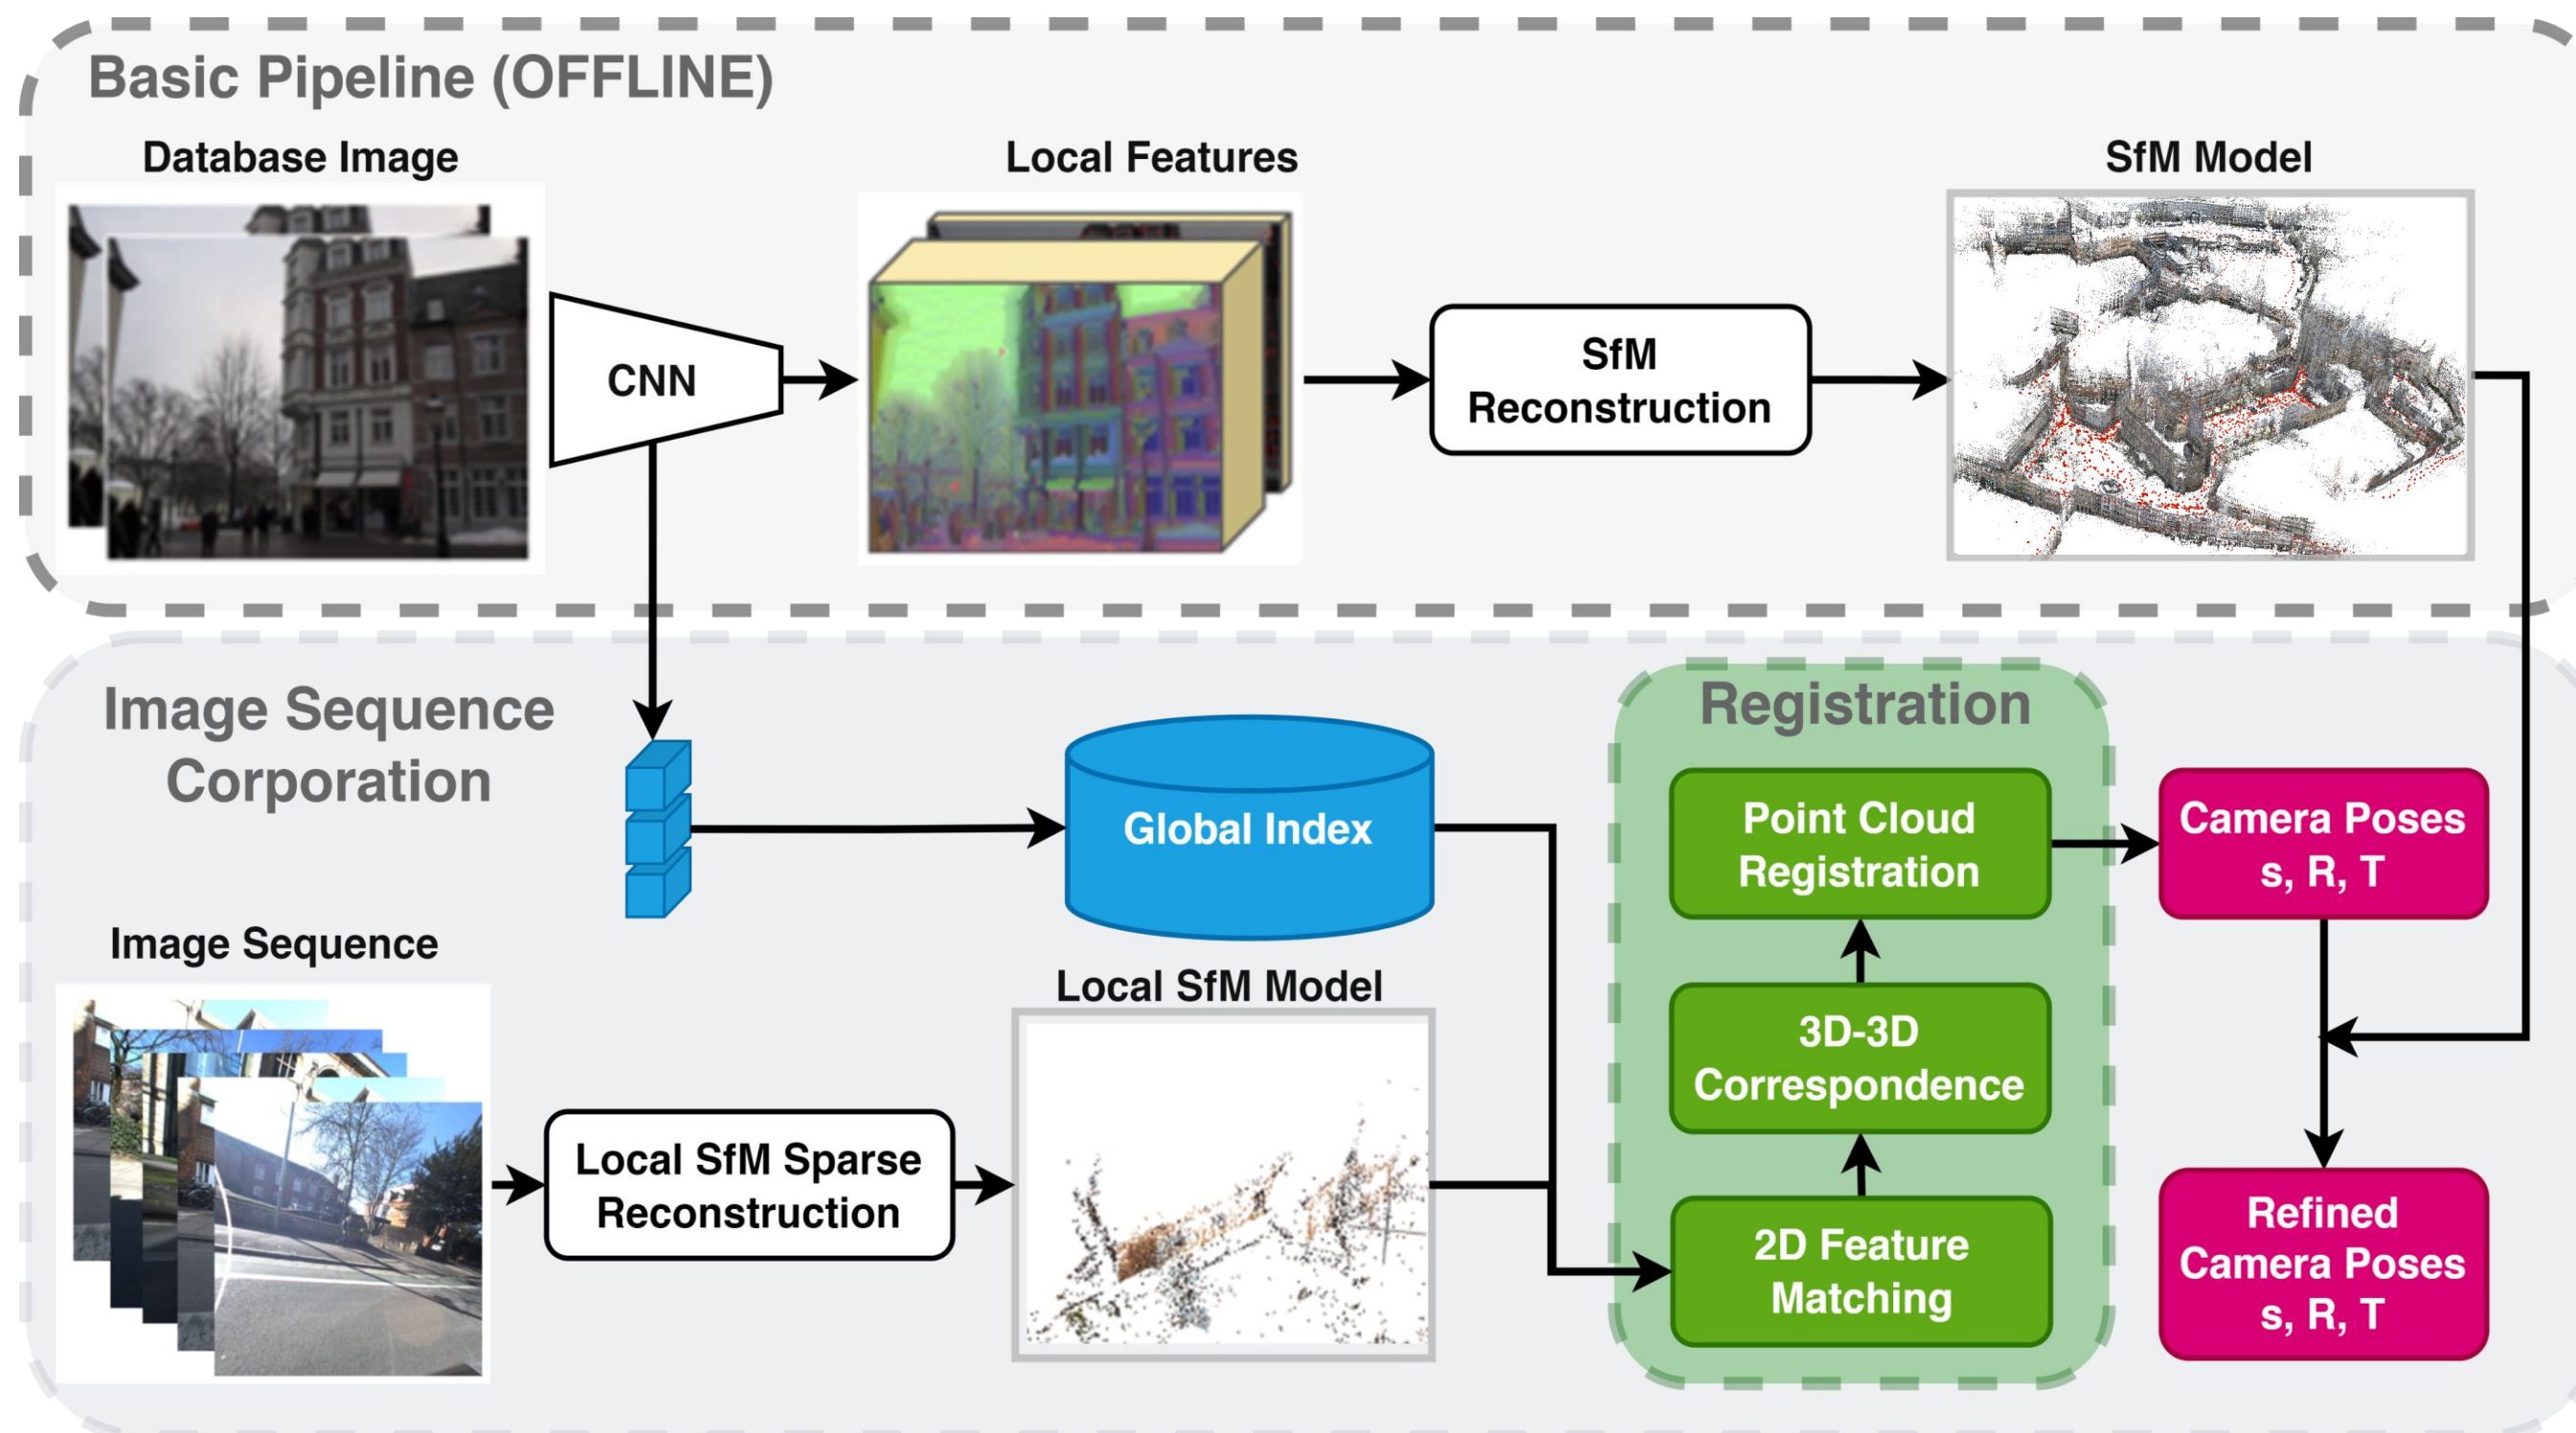 Basic Pipeline (OFFLINE)
Database Image
Local Features
SfM Model
CNN
SfM
Reconstruction
Image Sequence
Corporation
Global Index
Image Sequence
Local SfM Sparse
Reconstruction
Local SfM Model
Registration
Point Cloud
Registration
3D-3D
Correspondence
2D Feature
Matching
Camera Poses
s, R, T
Refined
Camera Poses
s, R, T